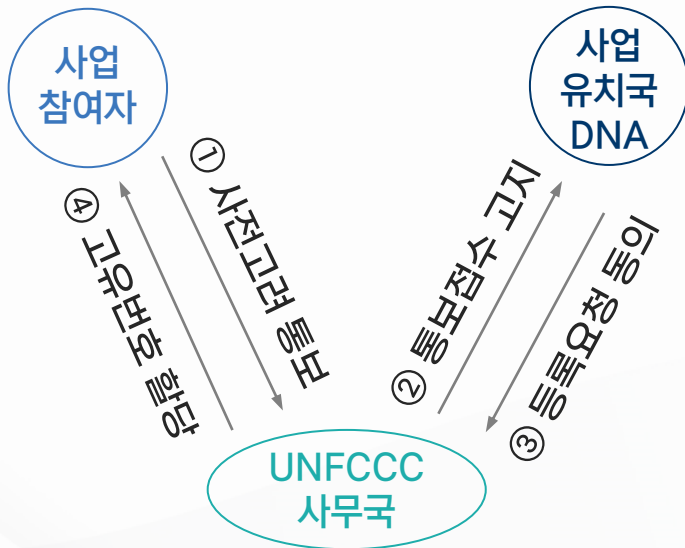 사업
참여자
사업
유치국
DNA
① 사전고려 통보
④ 고유번호 할당
② 통보접수 고지
③ 등록요청 동의
UNFCCC
사무국